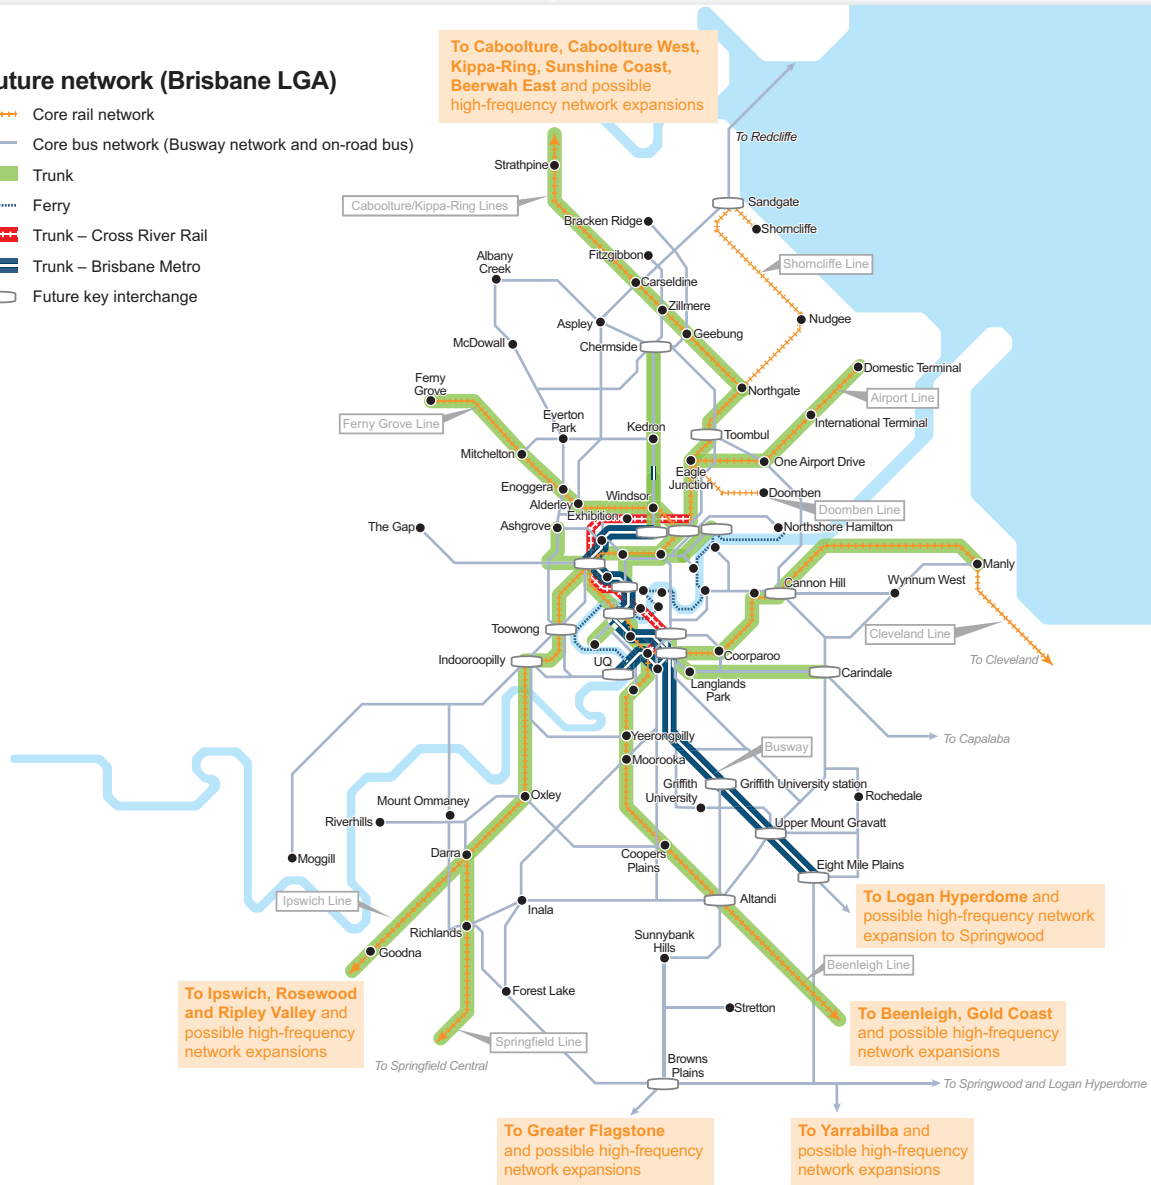 uture network (Brisbane LGA)
Core rail network
Core bus network (Busway network and on-road bus)
Trunk
Ferry
Trunk – Cross River Rail
Trunk – Brisbane Metro
Future key interchange
To Caboolture, Caboolture West,
Kippa-Ring, Sunshine Coast,
Beerwah East and possible
high-frequency network expansions
To Redcliffe
Strathpine
Caboolture/Kippa-Ring Lines
Sandgate
Bracken Ridge
Shorncliffe
Fitzgibbon
Albany
Creek
Shorncliffe Line
Carseldine
Zillmere
Aspley
Nudgee
Geebung
McDowall
Chermside
Domestic Terminal
Ferny
Grove
Northgate
Airport Line
Ferny Grove Line
Everton
Park
International Terminal
Kedron
Toombul
Mitchelton
One Airport Drive
Eagle
Junction
Enoggera
Doomben
Windsor
Alderley
Doomben Line
Exhibition
The Gap
Ashgrove
Northshore Hamilton
Manly
Cannon Hill
Wynnum West
Toowong
Cleveland Line
Coorparoo
To Cleveland
Indooroopilly
UQ
Carindale
Langlands
Park
Yeerongpilly
To Capalaba
Busway
Moorooka
Griffith
University
Griffith University station
Oxley
Rochedale
Mount Ommaney
Riverhills
Upper Mount Gravatt
Darra
Coopers
Plains
Moggill
Eight Mile Plains
To Logan Hyperdome and
possible high-frequency network
expansion to Springwood
Ipswich Line
Altandi
Inala
Richlands
Sunnybank
Hills
Goodna
Beenleigh Line
To Ipswich, Rosewood
and Ripley Valley and
possible high-frequency
network expansions
Forest Lake
Stretton
To Beenleigh, Gold Coast
and possible high-frequency
network expansions
Springfield Line
To Springfield Central
Browns
Plains
To Springwood and Logan Hyperdome
To Greater Flagstone
and possible high-frequency
network expansions
To Yarrabilba and
possible high-frequency
network expansions